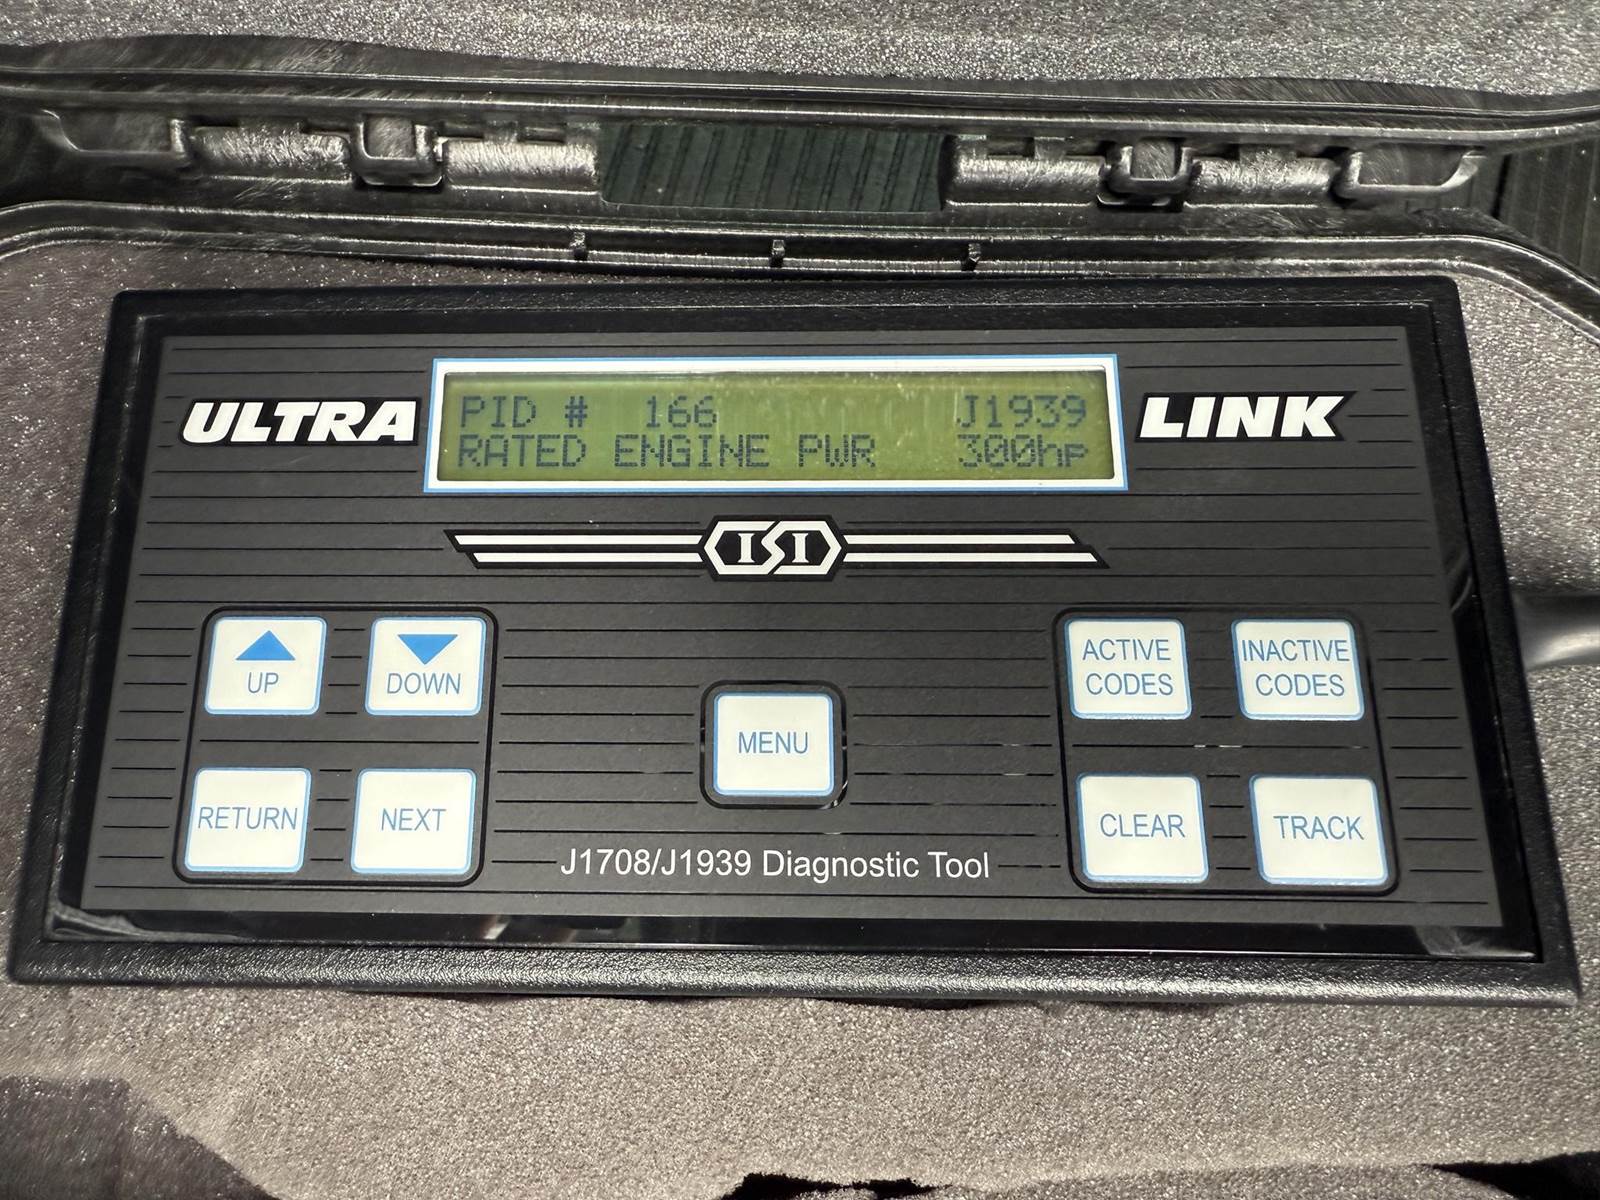 ULTRA
PID # 166 J1939
RATED ENGINE PWR 300hp
LINK
ISI
UP
DOWN
ACTIVE
CODES
INACTIVE
CODES
MENU
RETURN
NEXT
CLEAR
TRACK
J1708/J1939 Diagnostic Tool